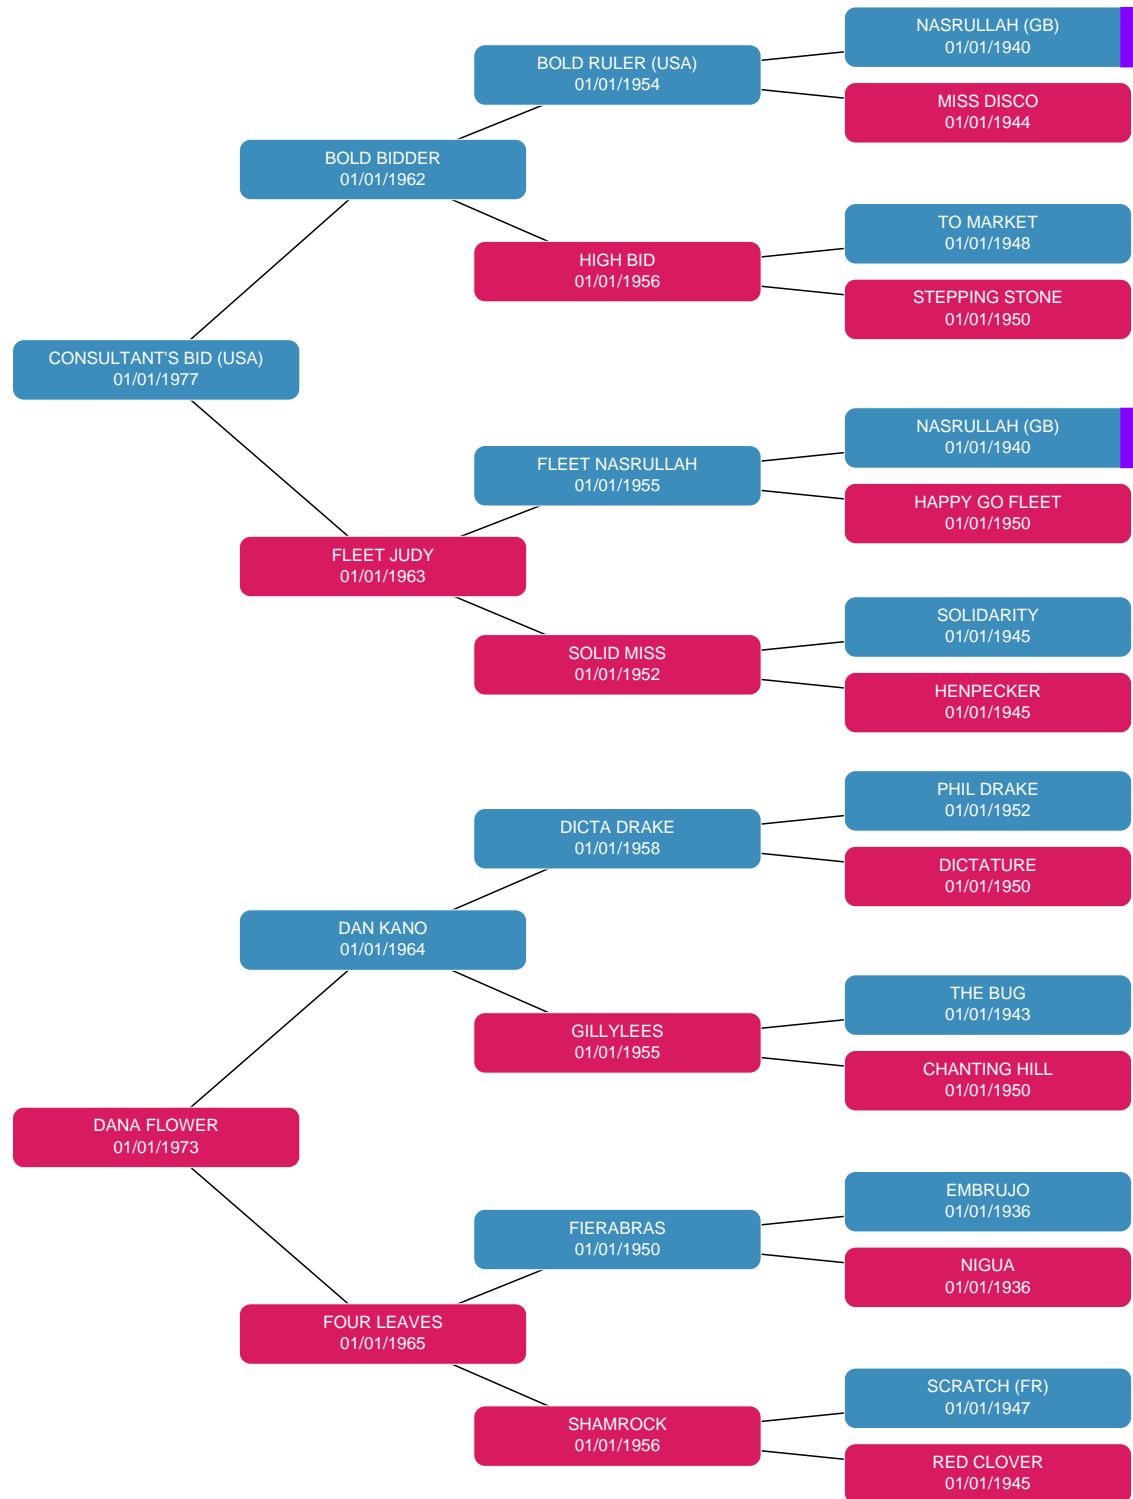 NASRULLAH (GB)
01/01/1940
BOLD RULER (USA)
01/01/1954
MISS DISCO
01/01/1944
BOLD BIDDER
01/01/1962
TO MARKET
01/01/1948
HIGH BID
01/01/1956
STEPPING STONE
01/01/1950
CONSULTANT'S BID (USA)
01/01/1977
NASRULLAH (GB)
01/01/1940
FLEET NASRULLAH
01/01/1955
HAPPY GO FLEET
01/01/1950
FLEET JUDY
01/01/1963
SOLIDARITY
01/01/1945
SOLID MISS
01/01/1952
HENPECKER
01/01/1945
PHIL DRAKE
01/01/1952
DICTA DRAKE
01/01/1958
DICTATURE
01/01/1950
DAN KANO
01/01/1964
THE BUG
01/01/1943
GILLYLEES
01/01/1955
CHANTING HILL
01/01/1950
DANA FLOWER
01/01/1973
EMBRUJO
01/01/1936
FIERABRAS
01/01/1950
NIGUA
01/01/1936
FOUR LEAVES
01/01/1965
SCRATCH (FR)
01/01/1947
SHAMROCK
01/01/1956
RED CLOVER
01/01/1945